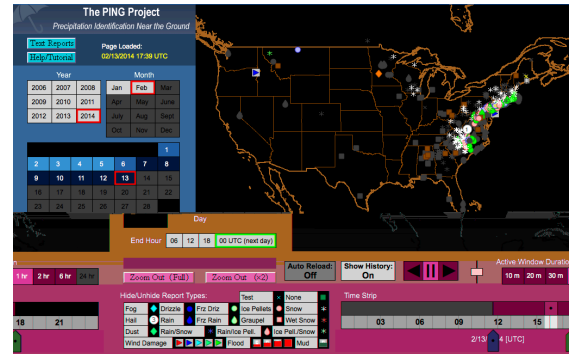 The PING Project
Precipitation Identification Near the Ground
Text Reports
Help/Tutorial
Page Loaded:
02/13/2014 17:39 UTC
Year Month
2006 2007 2008 Jan Feb Mar
2009 2010 2011 Apr May June
2012 2013 2014 July Aug Sep
Oct Nov Dec
1
2 3 4 5 6 7 8
9 10 11 12 13 14 15
16 17 18 19 20 21 22
23 24 25 26 27 28
Day
End Hour 06 12 18 00 UTC (next day)
Active Window Duratio
1 hr 2 hr 6 hr 24 hr
Zoom Out (Full) Zoom Out (×2)
Auto Reload:
Off
Show History:
On
10 m 20 m 30 m
Hide/Unhide Report Types: Test None
Fog Drizzle Frz Driz Ice Pellets Snow
Hail Rain Frz Rain Graupel Wet Snow
Dust Rain/Snow Rain/Ice Pell. Ice Pell./Snow
Wind Damage Flood Mud
Time Strip
18 21
03 06 09 12 15
2/13/ 4 [UTC]